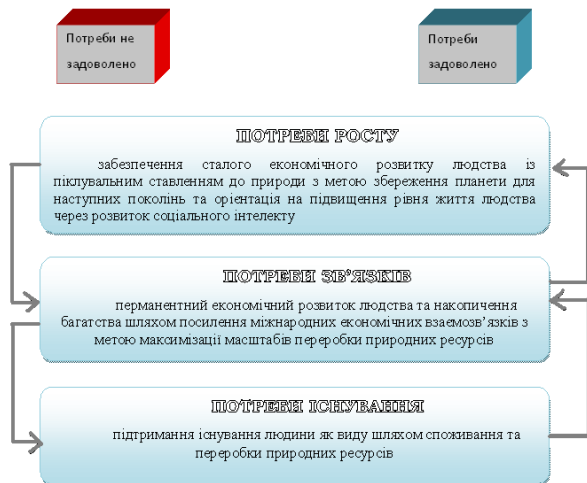 Потреби не
задоволено
Потреби
задоволено
ПОТРЕБИ РОСТУ
забезпечення сталого економічного розвитку людства із
піклувальним ставленням до природи з метою збереження планети для
наступних поколінь та орієнтація на підвищення рівня життя людства
через розвиток соціального інтелекту
ПОТРЕБИ ЗВ'ЯЗКІВ
перманентний економічний розвиток людства та накопичення
багатства шляхом посилення міжнародних економічних взаємозв'язків з
метою максимізації масштабів переробки природних ресурсів
ПОТРЕБИ ІСНУВАННЯ
підтримання існування людини як виду шляхом споживання та
переробки природних ресурсів